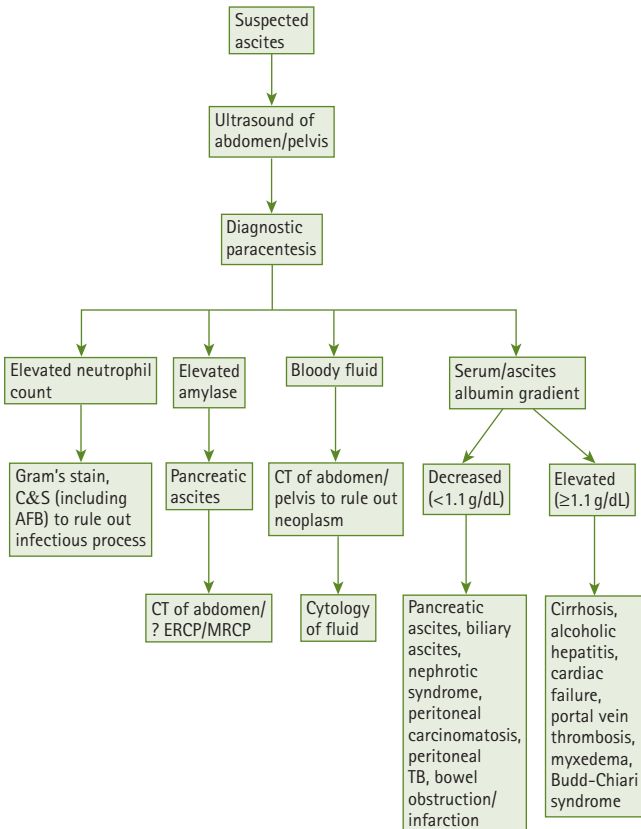 Suspected
ascites
Ultrasound of
abdomen/pelvis
Diagnostic
paracentesis
Elevated neutrophil
count
Elevated
amylase
Bloody fluid
Serum/ascites
albumin gradient
Gram's stain,
C&S (including
AFB) to rule out
infectious process
Pancreatic
ascites
CT of abdomen/
pelvis to rule out
neoplasm
Decreased
(<1.1 g/dL)
Elevated
(≥1.1 g/dL)
CT of abdomen/
? ERCP/MRCP
Cytology
of fluid
Pancreatic
ascites, biliary
ascites,
nephrotic
syndrome,
peritoneal
carcinomatosis,
peritoneal
TB, bowel
obstruction/
infarction
Cirrhosis,
alcoholic
hepatitis,
cardiac
failure,
portal vein
thrombosis,
myxedema,
Budd-Chiari
syndrome